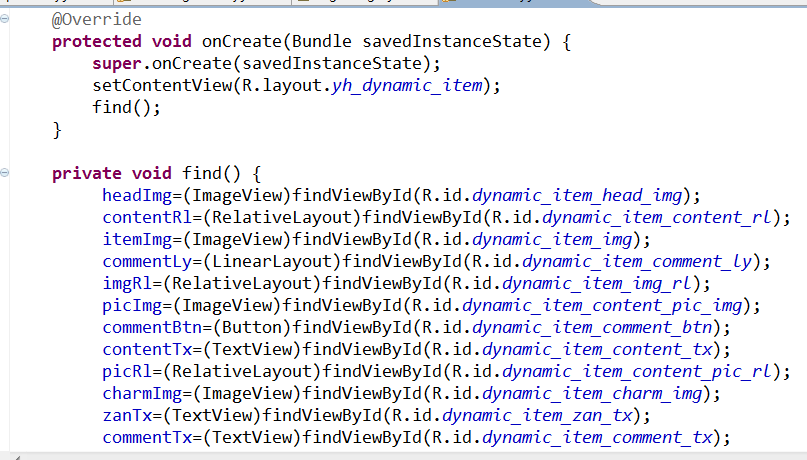 @Override
protected void onCreate(Bundle savedInstanceState) {
super.onCreate(savedInstanceState);
setContentView(R.layout.yh_dynamic_item);
find();
}
private void find() {
headImg=(ImageView)findViewById(R.id.dynamic_item_head_img);
contentRl=(RelativeLayout)findViewById(R.id.dynamic_item_content_rl);
itemImg=(ImageView)findViewById(R.id.dynamic_item_img);
commentLy=(LinearLayout)findViewById(R.id.dynamic_item_comment_ly);
imgRl=(RelativeLayout)findViewById(R.id.dynamic_item_img_rl);
picImg=(ImageView)findViewById(R.id.dynamic_item_content_pic_img);
commentBtn=(Button)findViewById(R.id.dynamic_item_comment_btn);
contentTx=(TextView)findViewById(R.id.dynamic_item_content_tx);
picRl=(RelativeLayout)findViewById(R.id.dynamic_item_content_pic_rl);
charmImg=(ImageView)findViewById(R.id.dynamic_item_charm_img);
zanTx=(TextView)findViewById(R.id.dynamic_item_zan_tx);
commentTx=(TextView)findViewById(R.id.dynamic_item_comment_tx);